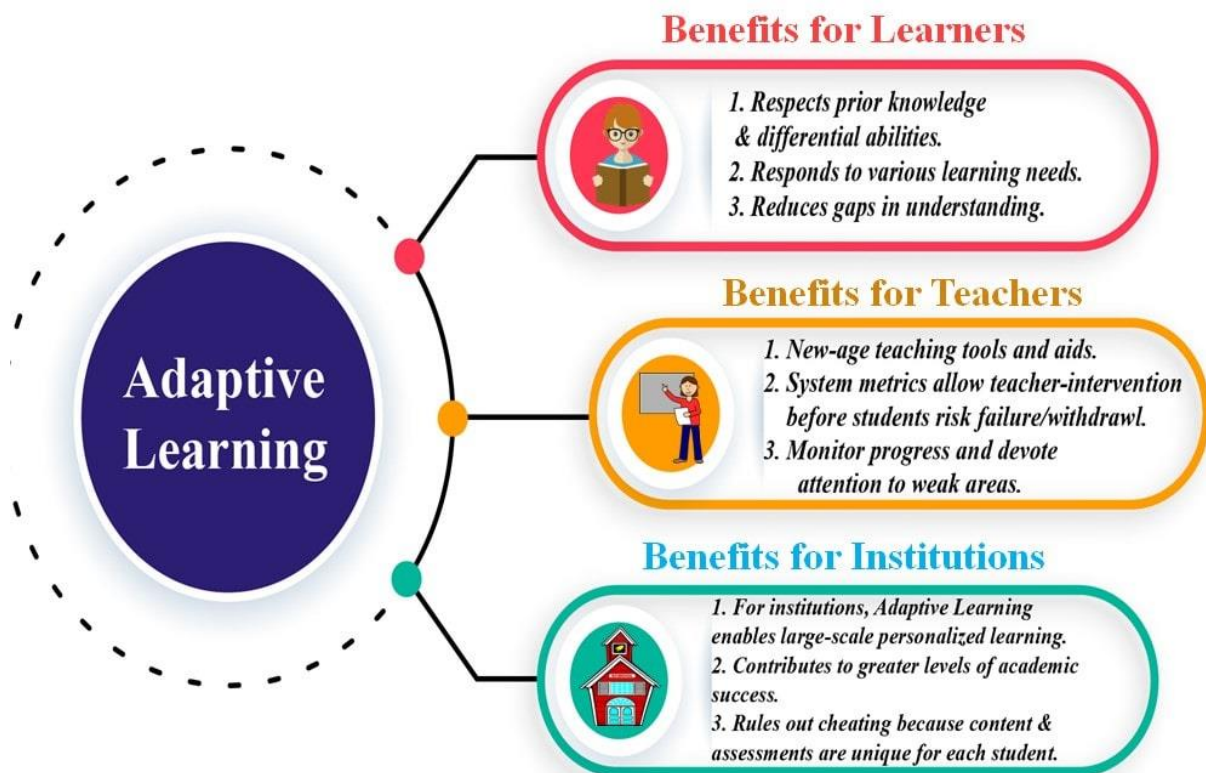 Benefits for Learners
1. Respects prior knowledge
& differential abilities.
2. Responds to various learning needs.
3. Reduces gaps in understanding.
Adaptive
Learning
Benefits for Teachers
1. New-age teaching tools and aids.
2. System metrics allow teacher-intervention
before students risk failure/withdrawl.
3. Monitor progress and devote
attention to weak areas.
Benefits for Institutions
1. For institutions, Adaptive Learning
enables large-scale personalized learning.
2. Contributes to greater levels of academic
success.
3. Rules out cheating because content &
assessments are unique for each student.